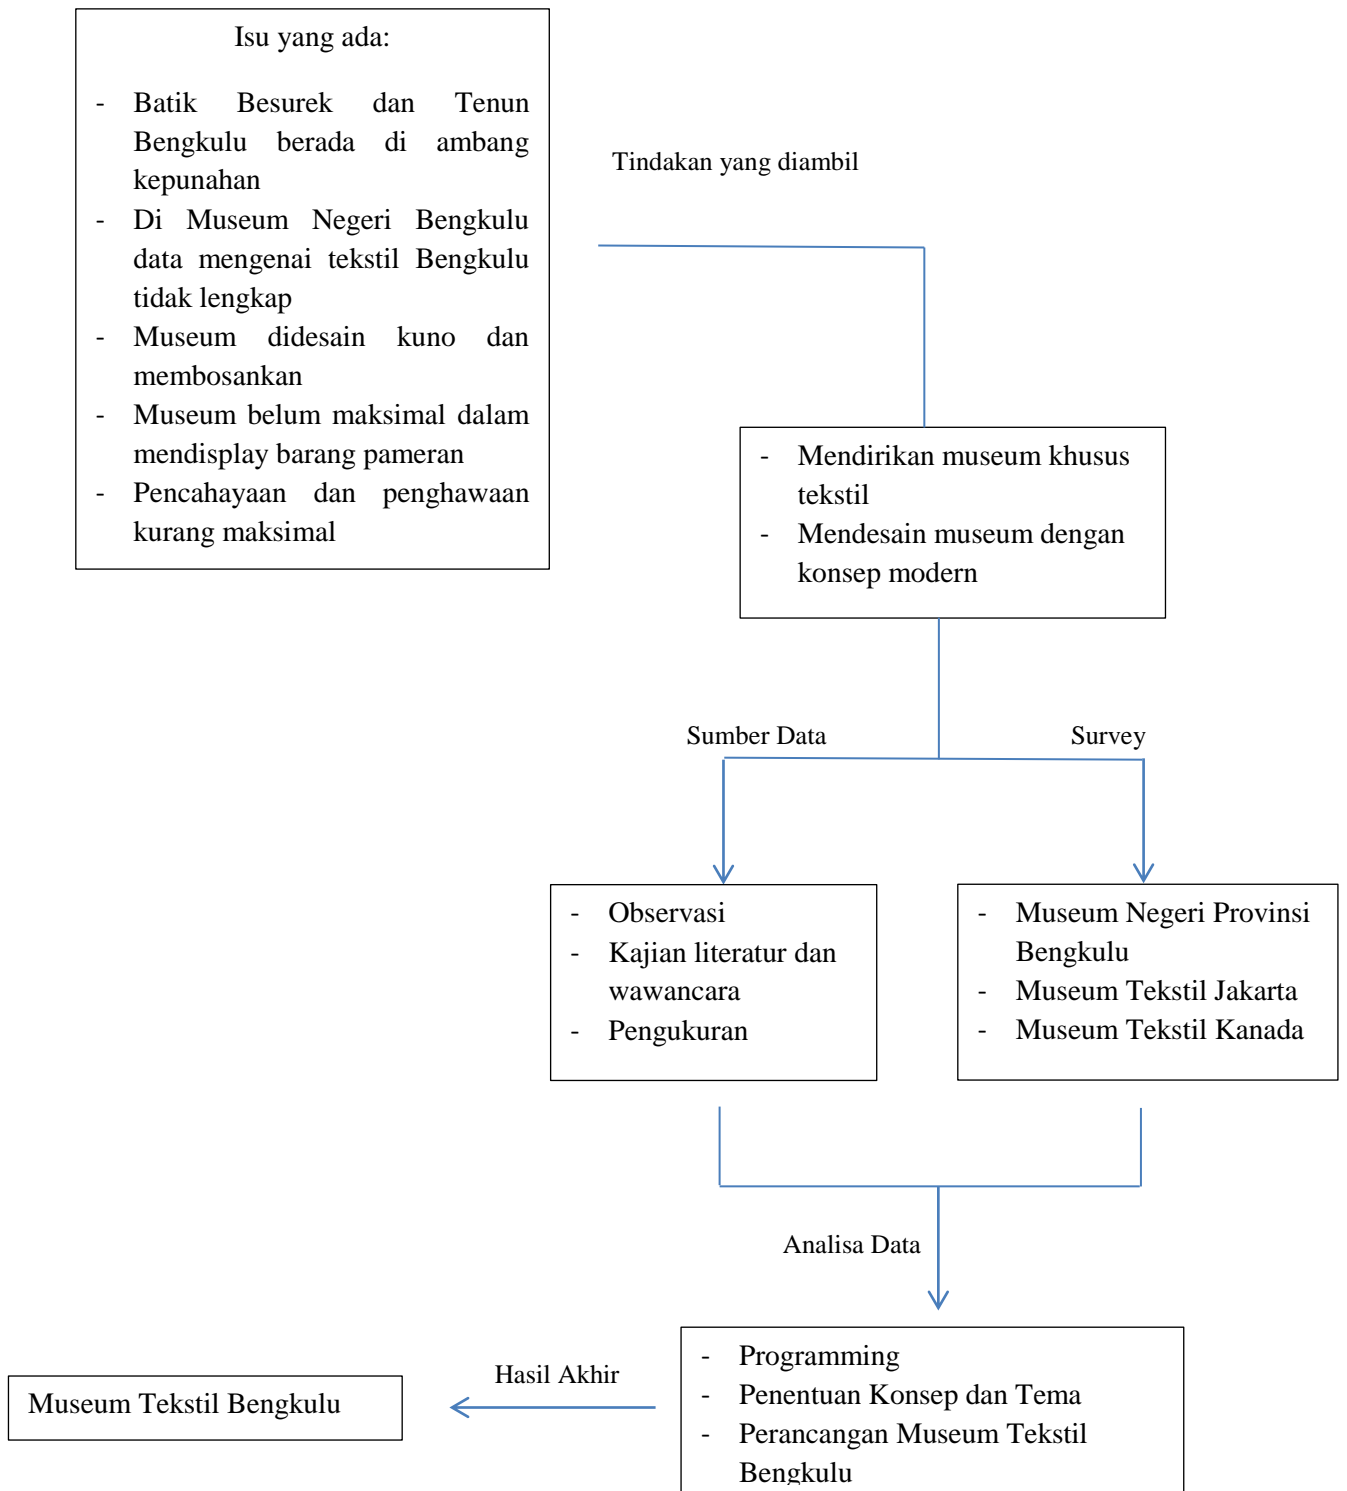 Isu yang ada:
- Batik Besurek dan Tenun
Bengkulu berada di ambang
kepunahan
- Di Museum Negeri Bengkulu
data mengenai tekstil Bengkulu
tidak lengkap
- Museum didesain kuno dan
membosankan
- Museum belum maksimal dalam
mendisplay barang pameran
- Pencahayaan dan penghawaan
kurang maksimal
Tindakan yang diambil
- Mendirikan museum khusus
tekstil
- Mendesain museum dengan
konsep modern
Sumber Data
Survey
- Observasi
- Kajian literatur dan
wawancara
- Pengukuran
- Museum Negeri Provinsi
Bengkulu
- Museum Tekstil Jakarta
- Museum Tekstil Kanada
Analisa Data
- Programming
- Penentuan Konsep dan Tema
- Perancangan Museum Tekstil
Bengkulu
Hasil Akhir
Museum Tekstil Bengkulu